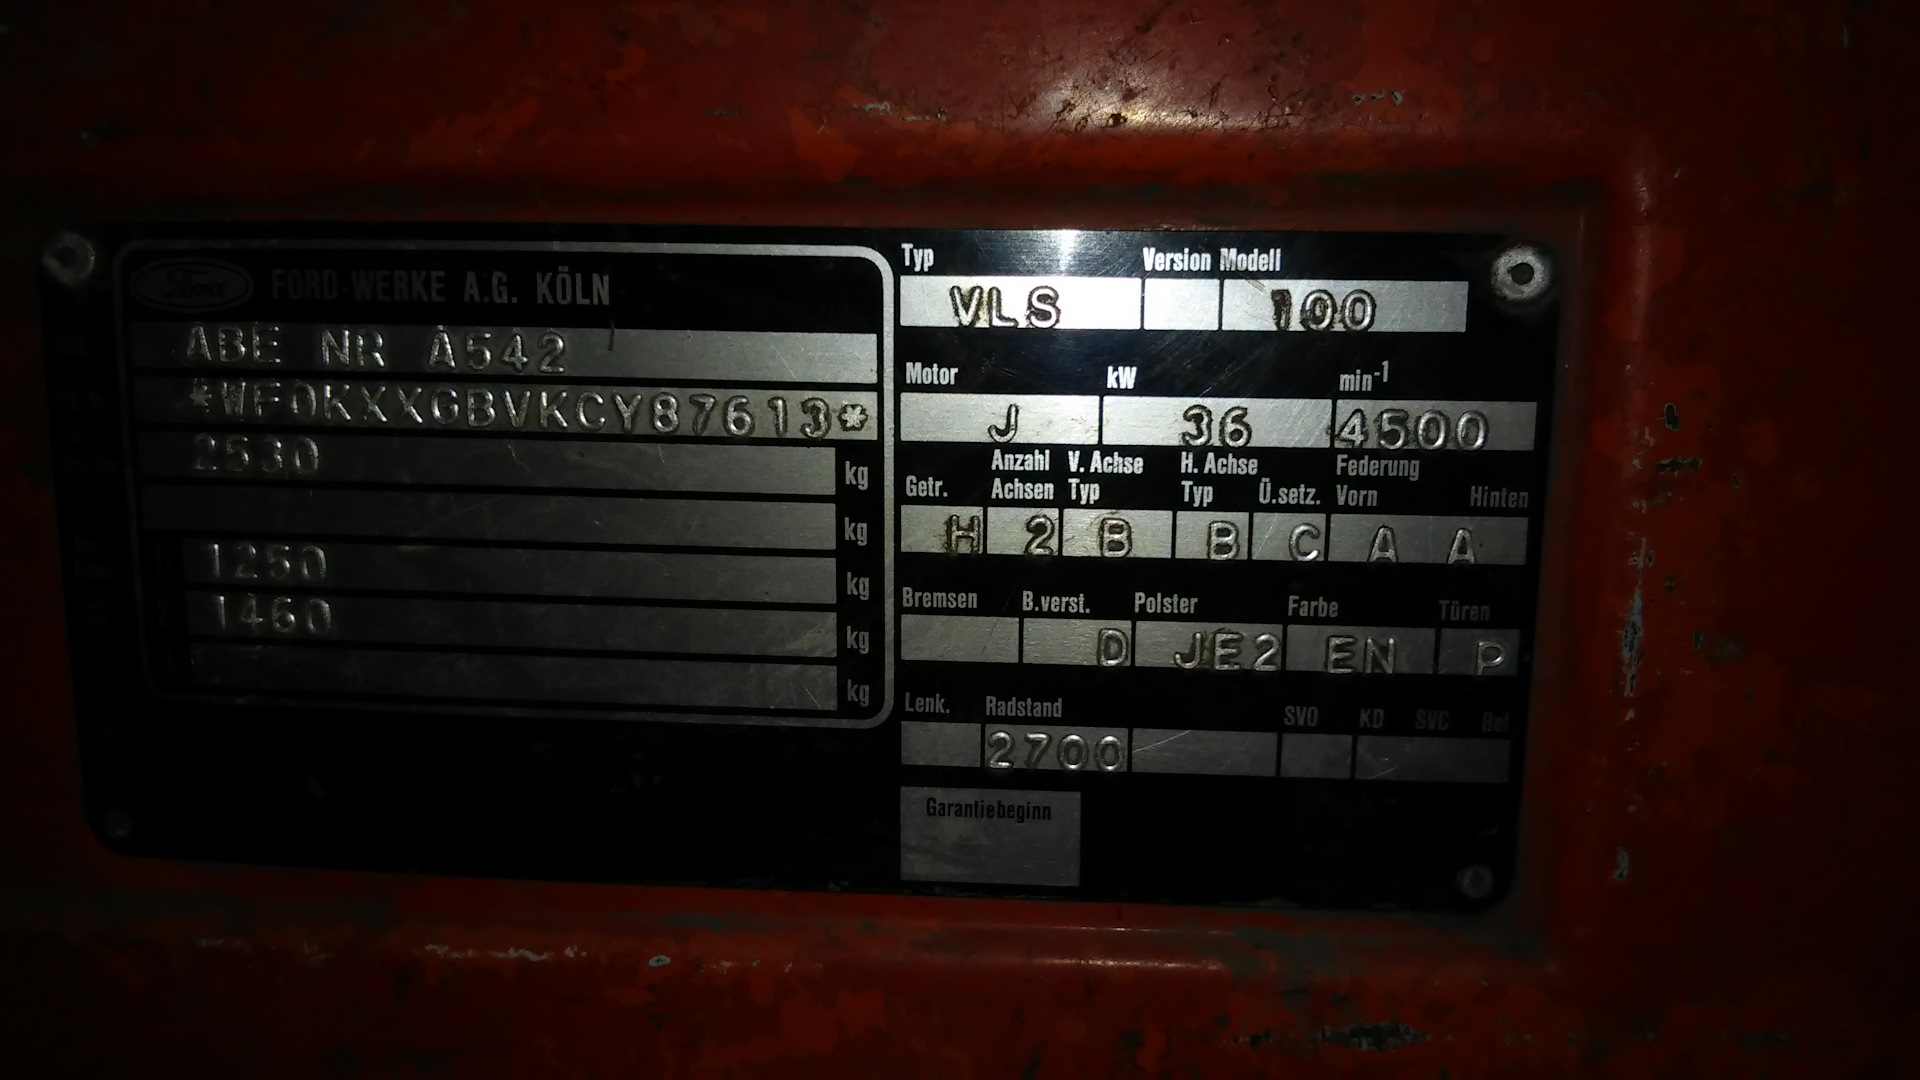 Ford FORD-WERKE A.G. KÖLN
ABE NR A542
*WF0KXXGBVKCY87613*
2530 kg
kg
1250 kg
1460 kg
kg
Typ Version Modell
VLS 100
Motor kW min-1
J 36 4500
Getr. Anzahl Achsen V. Achse Typ H. Achse Typ Ü.setz. Federung Vorn Hinten
H 2 B B C A A
Bremsen B.verst. Polster Farbe Türen
D JE2 EN P
Lenk. Radstand SVO KD SVC Ref
2700
Garantiebeginn